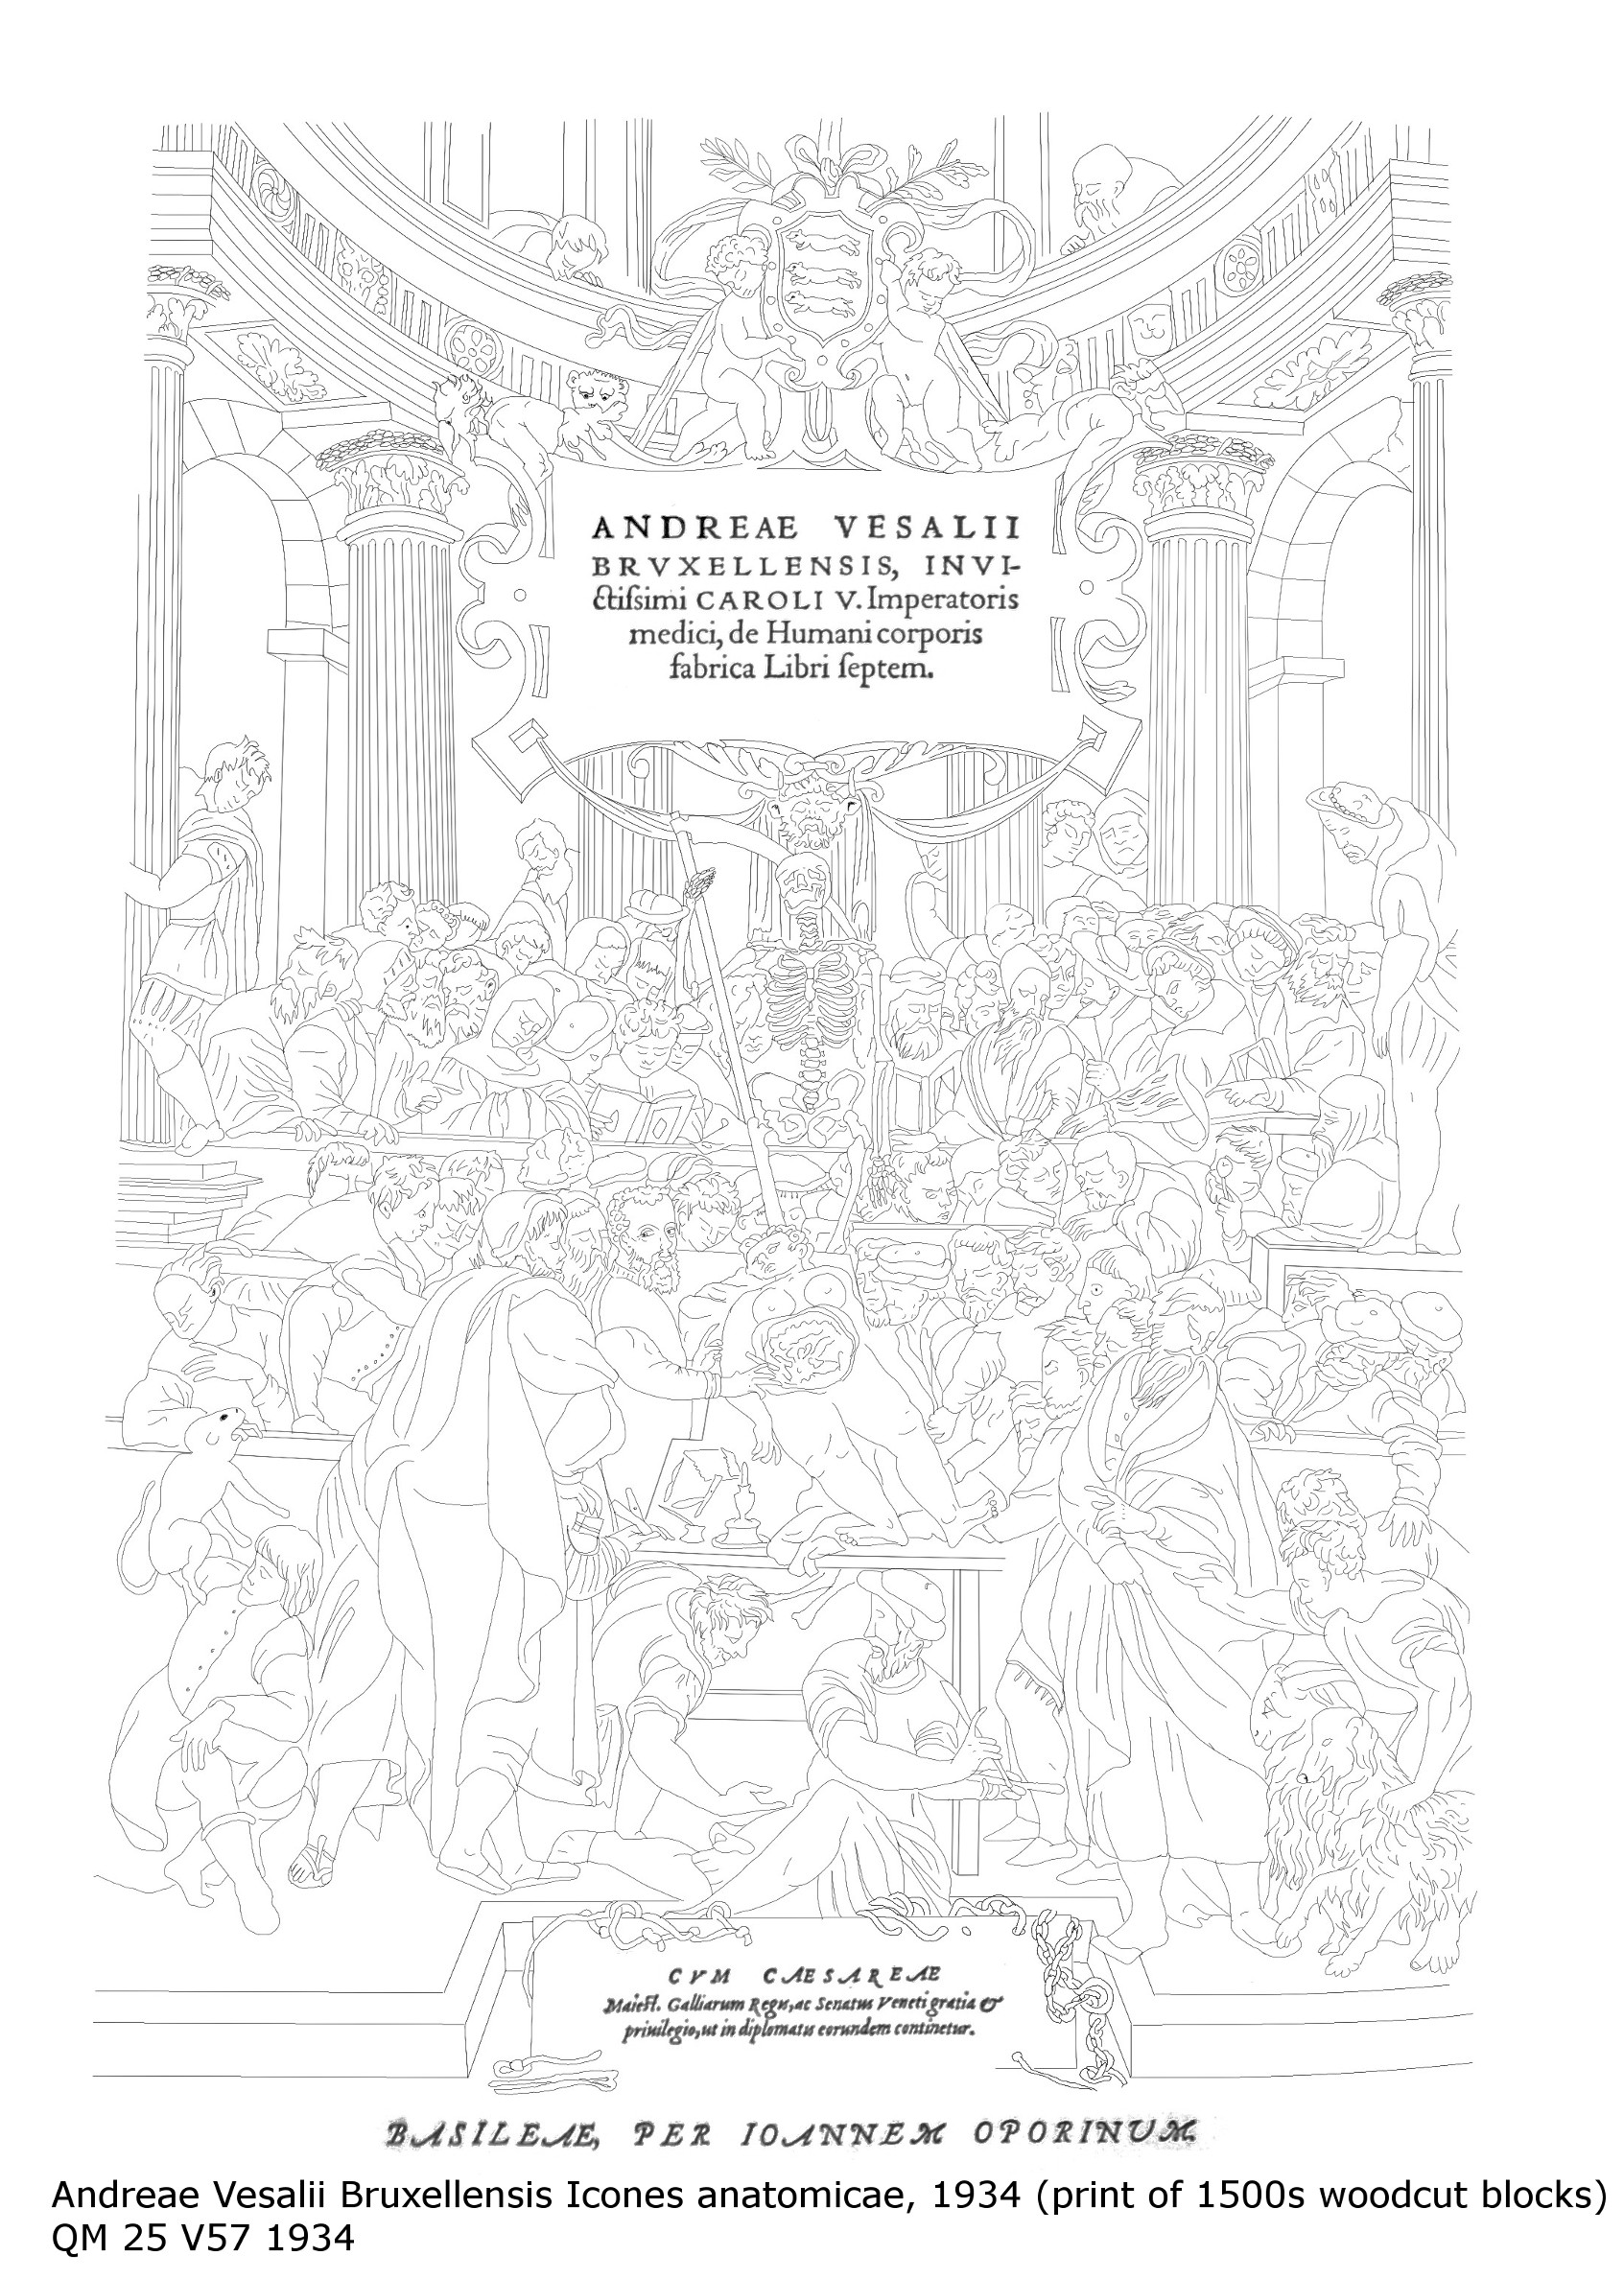 ANDREAE VESALII
BRVXELLENSIS, INVI-
ctiſsimi CAROLI V. Imperatoris
medici, de Humani corporis
fabrica Libri ſeptem.
CVM CAESAREAE
Maieſt. Galliarum Regis, ac Senatus Veneti gratia &
priuilegio, ut in diplomatis eorundem continetur.
BASILEAE, PER IOANNEM OPORINUM.
Andreae Vesalii Bruxellensis Icones anatomicae, 1934 (print of 1500s woodcut blocks)
QM 25 V57 1934